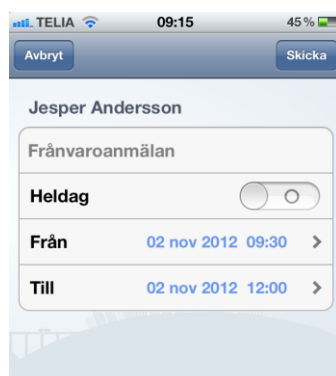 TELIA 09:15 45 %
Avbryt Skicka
Jesper Andersson
Frånvaroanmälan
Heldag
Från 02 nov 2012 09:30
Till 02 nov 2012 12:00